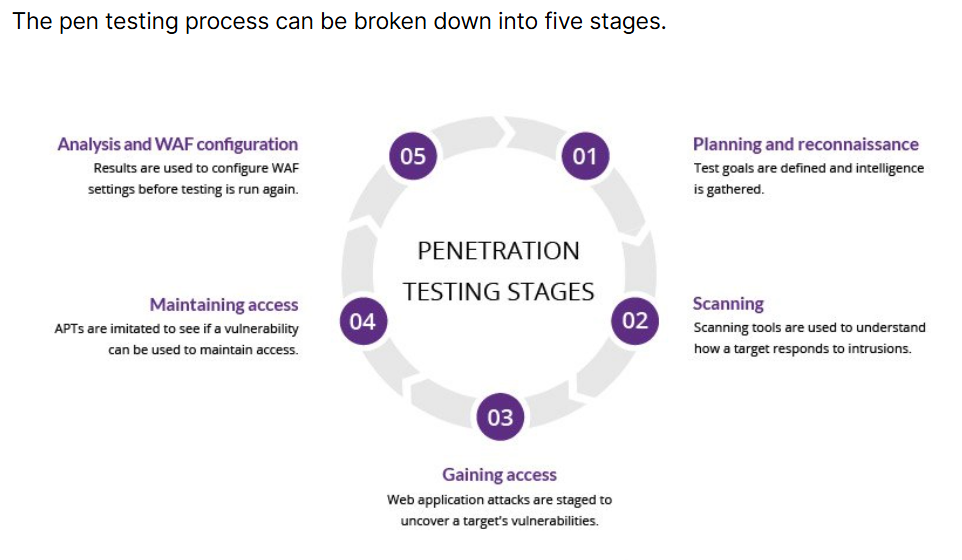 The pen testing process can be broken down into five stages.
01
Planning and reconnaissance
Test goals are defined and intelligence
is gathered.
02
Scanning
Scanning tools are used to understand
how a target responds to intrusions.
03
Gaining access
Web application attacks are staged to
uncover a target's vulnerabilities.
04
Maintaining access
APTs are imitated to see if a vulnerability
can be used to maintain access.
05
Analysis and WAF configuration
Results are used to configure WAF
settings before testing is run again.
PENETRATION
TESTING STAGES